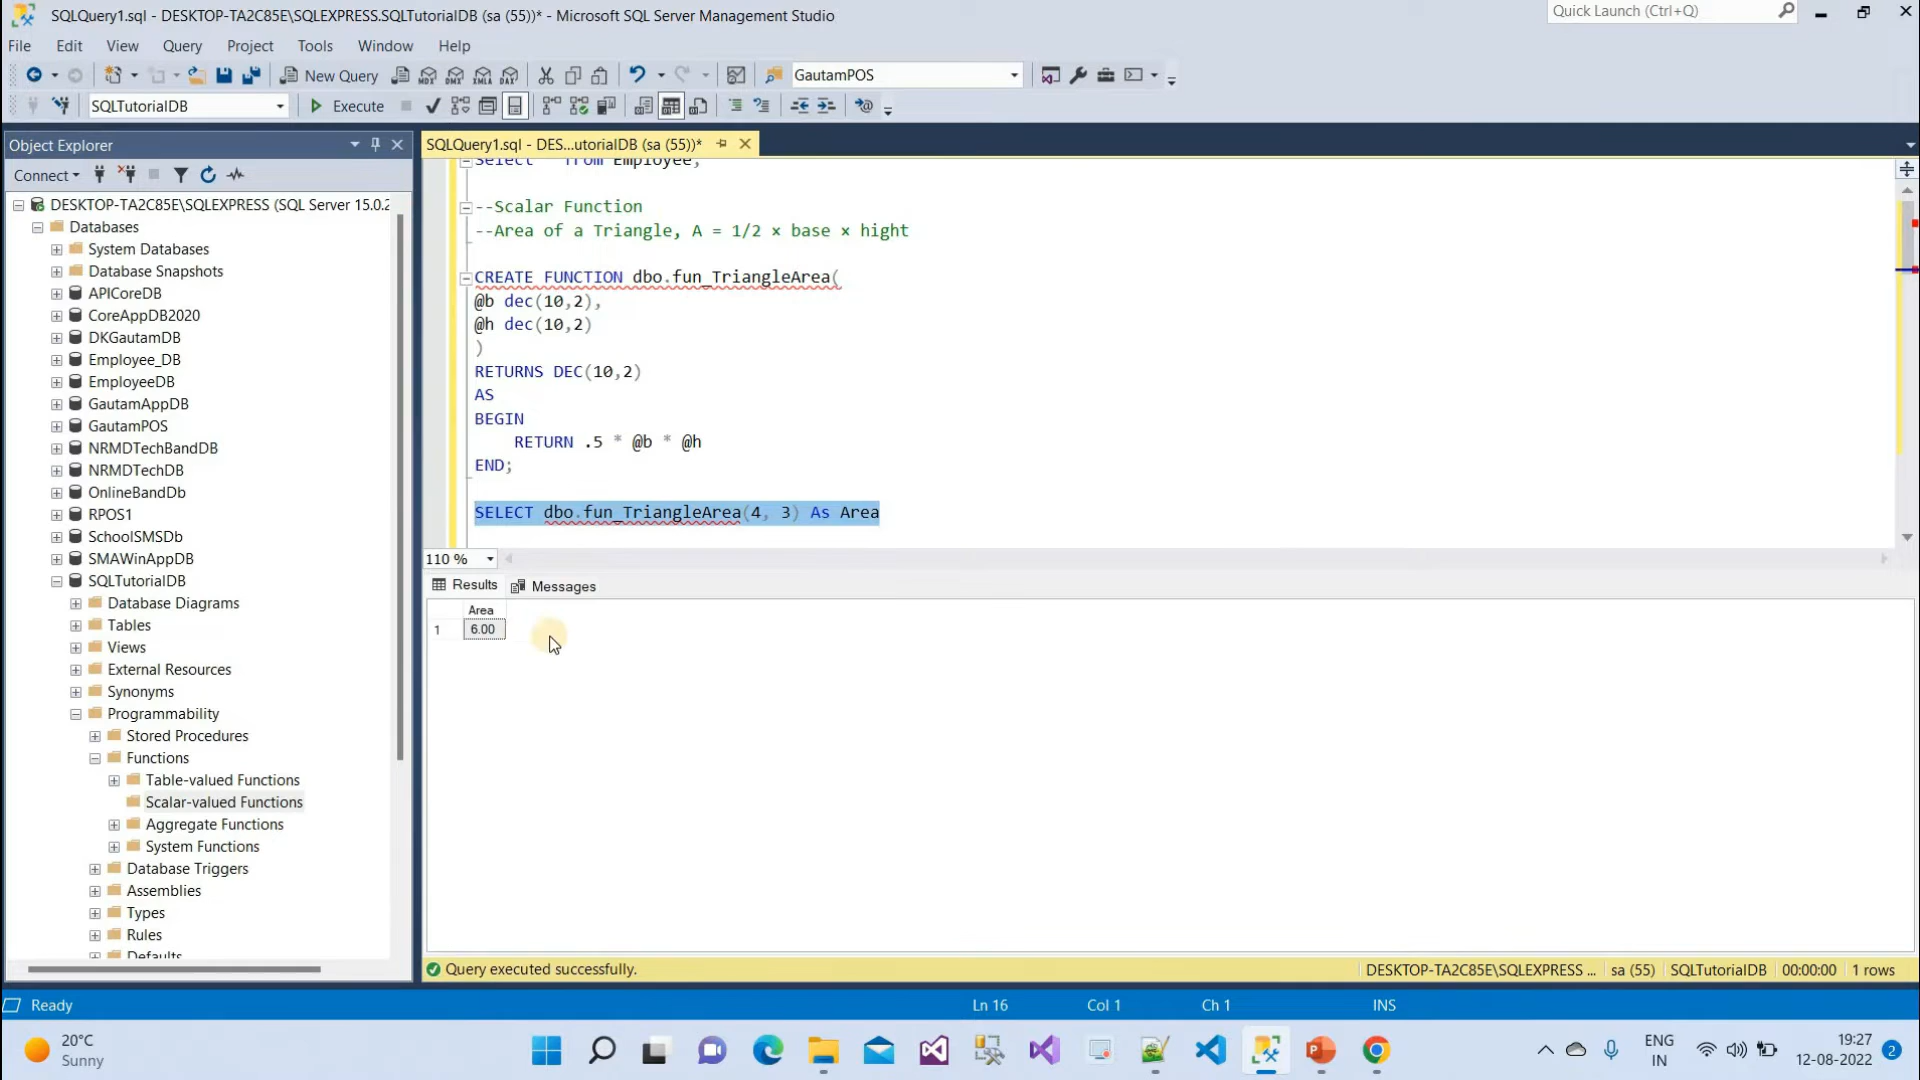 SQLQuery1.sql - DESKTOP-TA2C85E\SQLEXPRESS.SQLTutorialDB (sa (55))* - Microsoft SQL Server Management Studio
Quick Launch (Ctrl+Q)
File Edit View Query Project Tools Window Help
New Query MDX DMX XMLA DAX GautamPOS
SQLTutorialDB Execute
Object Explorer
Connect
DESKTOP-TA2C85E\SQLEXPRESS (SQL Server 15.0.2
Databases
System Databases
Database Snapshots
APICoreDB
CoreAppDB2020
DKGautamDB
Employee_DB
EmployeeDB
GautamAppDB
GautamPOS
NRMDTechBandDB
NRMDTechDB
OnlineBandDb
RPOS1
SchoolSMSDb
SMAWinAppDB
SQLTutorialDB
Database Diagrams
Tables
Views
External Resources
Synonyms
Programmability
Stored Procedures
Functions
Table-valued Functions
Scalar-valued Functions
Aggregate Functions
System Functions
Database Triggers
Assemblies
Types
Rules
Defaults
SQLQuery1.sql - DES...utorialDB (sa (55))*
Select from Employee;
--Scalar Function
--Area of a Triangle, A = 1/2 × base × hight
CREATE FUNCTION dbo.fun_TriangleArea(
@b dec(10,2),
@h dec(10,2)
)
RETURNS DEC(10,2)
AS
BEGIN
RETURN .5 * @b * @h
END;
SELECT dbo.fun_TriangleArea(4, 3) As Area
110 %
Results Messages
Area
1 6.00
Query executed successfully.
DESKTOP-TA2C85E\SQLEXPRESS ... sa (55) SQLTutorialDB 00:00:00 1 rows
Ready Ln 16 Col 1 Ch 1 INS
20°C
Sunny
ENG
IN
19:27
12-08-2022
2